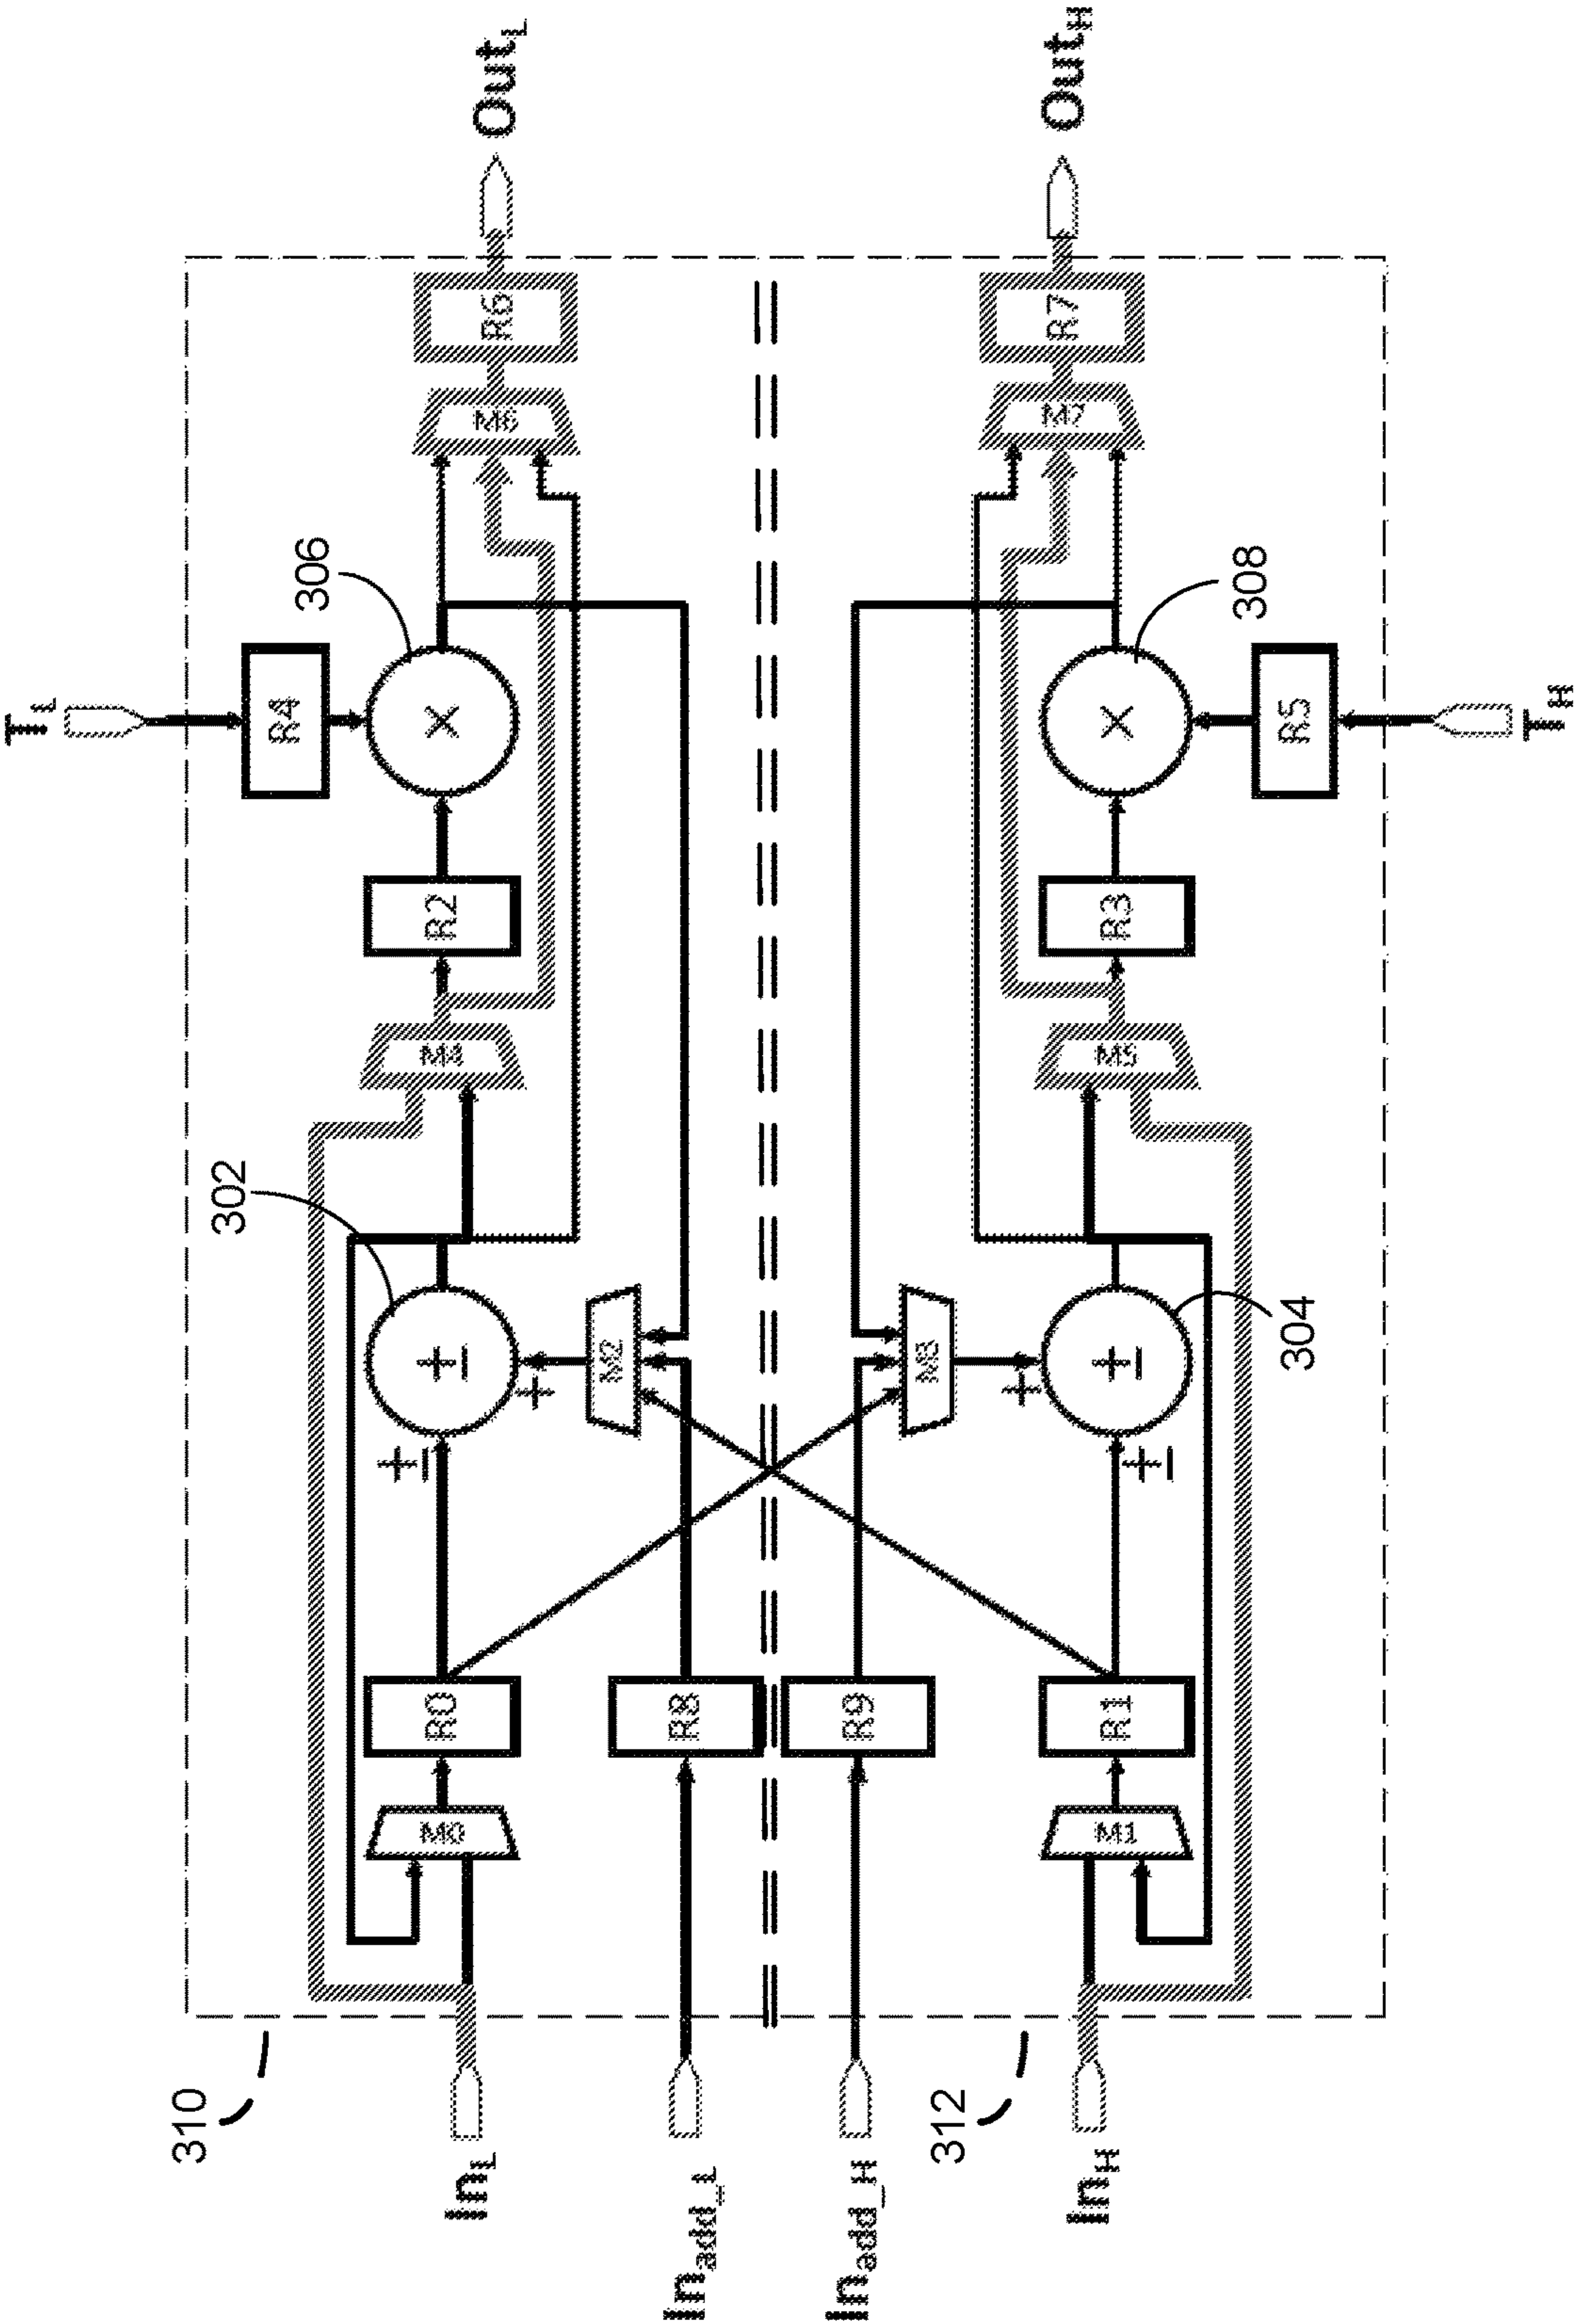 Out_L
Out_H
R6
R7
M6
M7
306
308
T_L
R4
×
×
R5
T_H
R2
R3
M4
M5
302
304
±
+
M2
M3
+
±
±
±
R0
R8
R9
R1
M0
M1
310
312
In_L
In_add_L
In_add_H
In_H